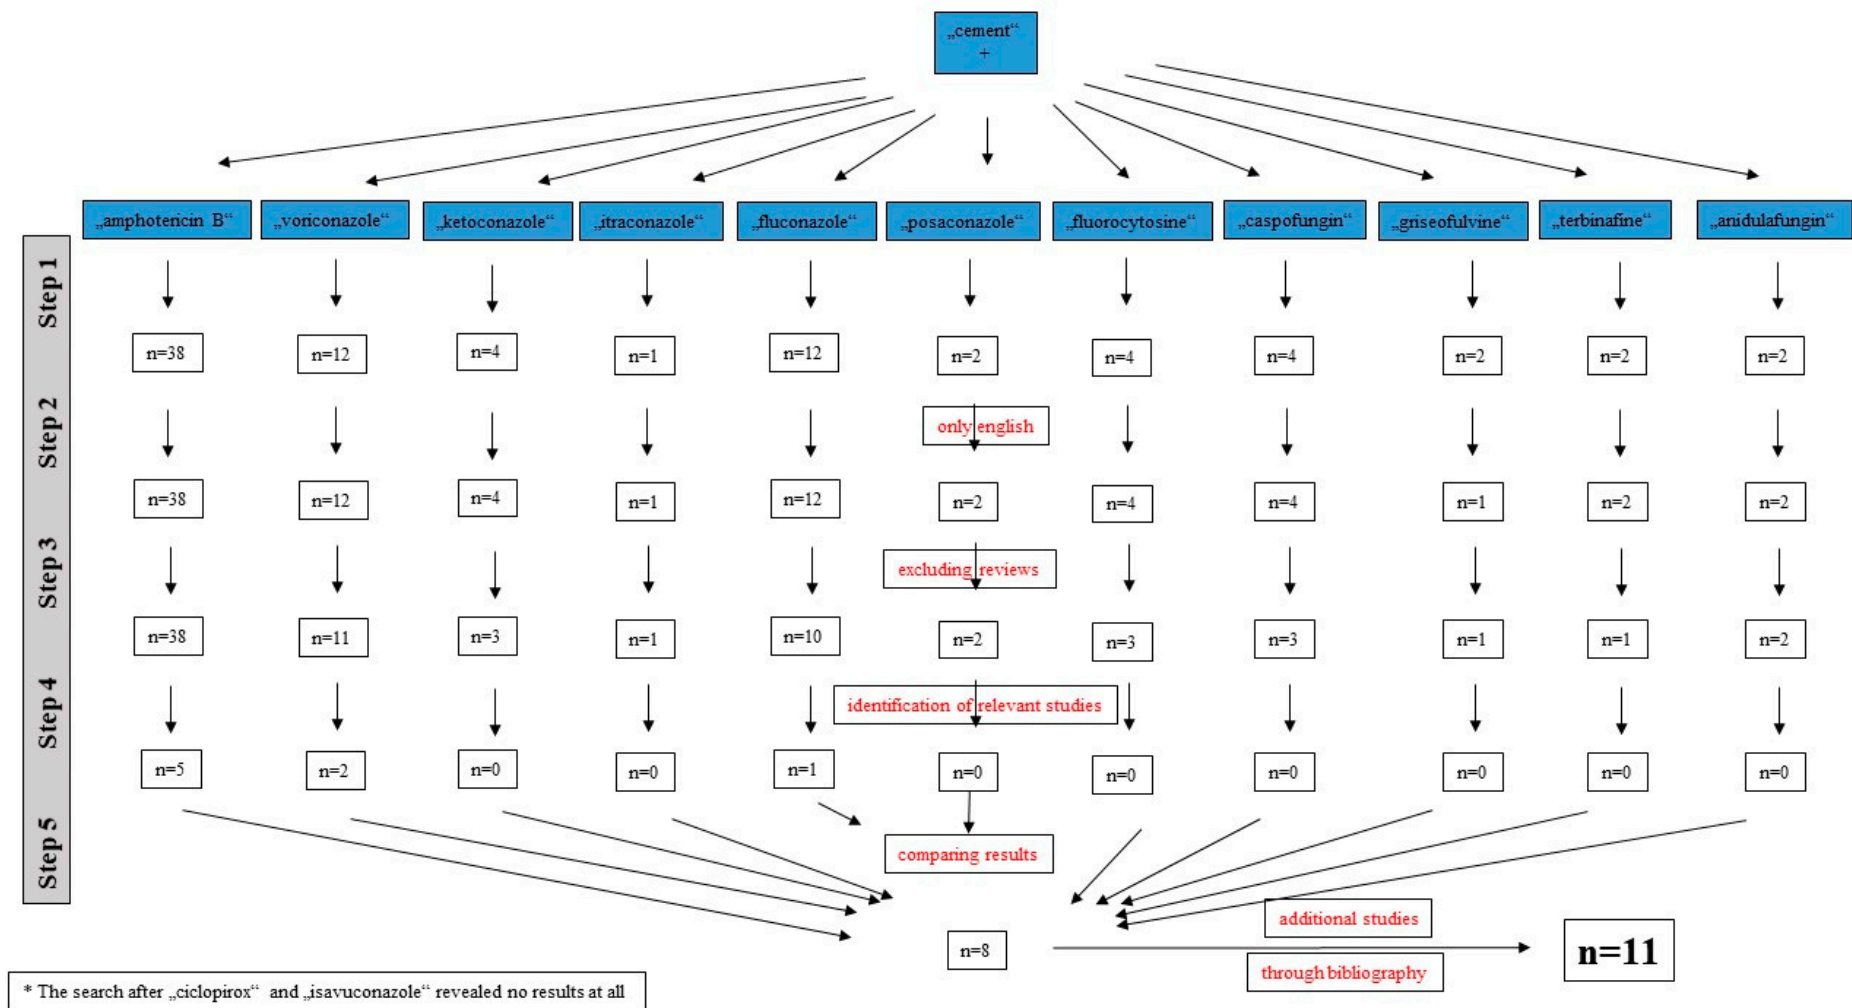 „cement“
+
„amphotericin B“
„voriconazole“
„ketoconazole“
„itraconazole“
„fluconazole“
„posaconazole“
„fluorocytosine“
„caspofungin“
„griseofulvine“
„terbinafine“
„anidulafungin“
Step 1
n=38
n=12
n=4
n=1
n=12
n=2
n=4
n=4
n=2
n=2
n=2
Step 2
only english
n=38
n=12
n=4
n=1
n=12
n=2
n=4
n=4
n=1
n=2
n=2
Step 3
excluding reviews
n=38
n=11
n=3
n=1
n=10
n=2
n=3
n=3
n=1
n=1
n=2
Step 4
identification of relevant studies
n=5
n=2
n=0
n=0
n=1
n=0
n=0
n=0
n=0
n=0
n=0
Step 5
comparing results
n=8
additional studies
through bibliography
n=11
* The search after „ciclopirox“ and „isavuconazole“ revealed no results at all